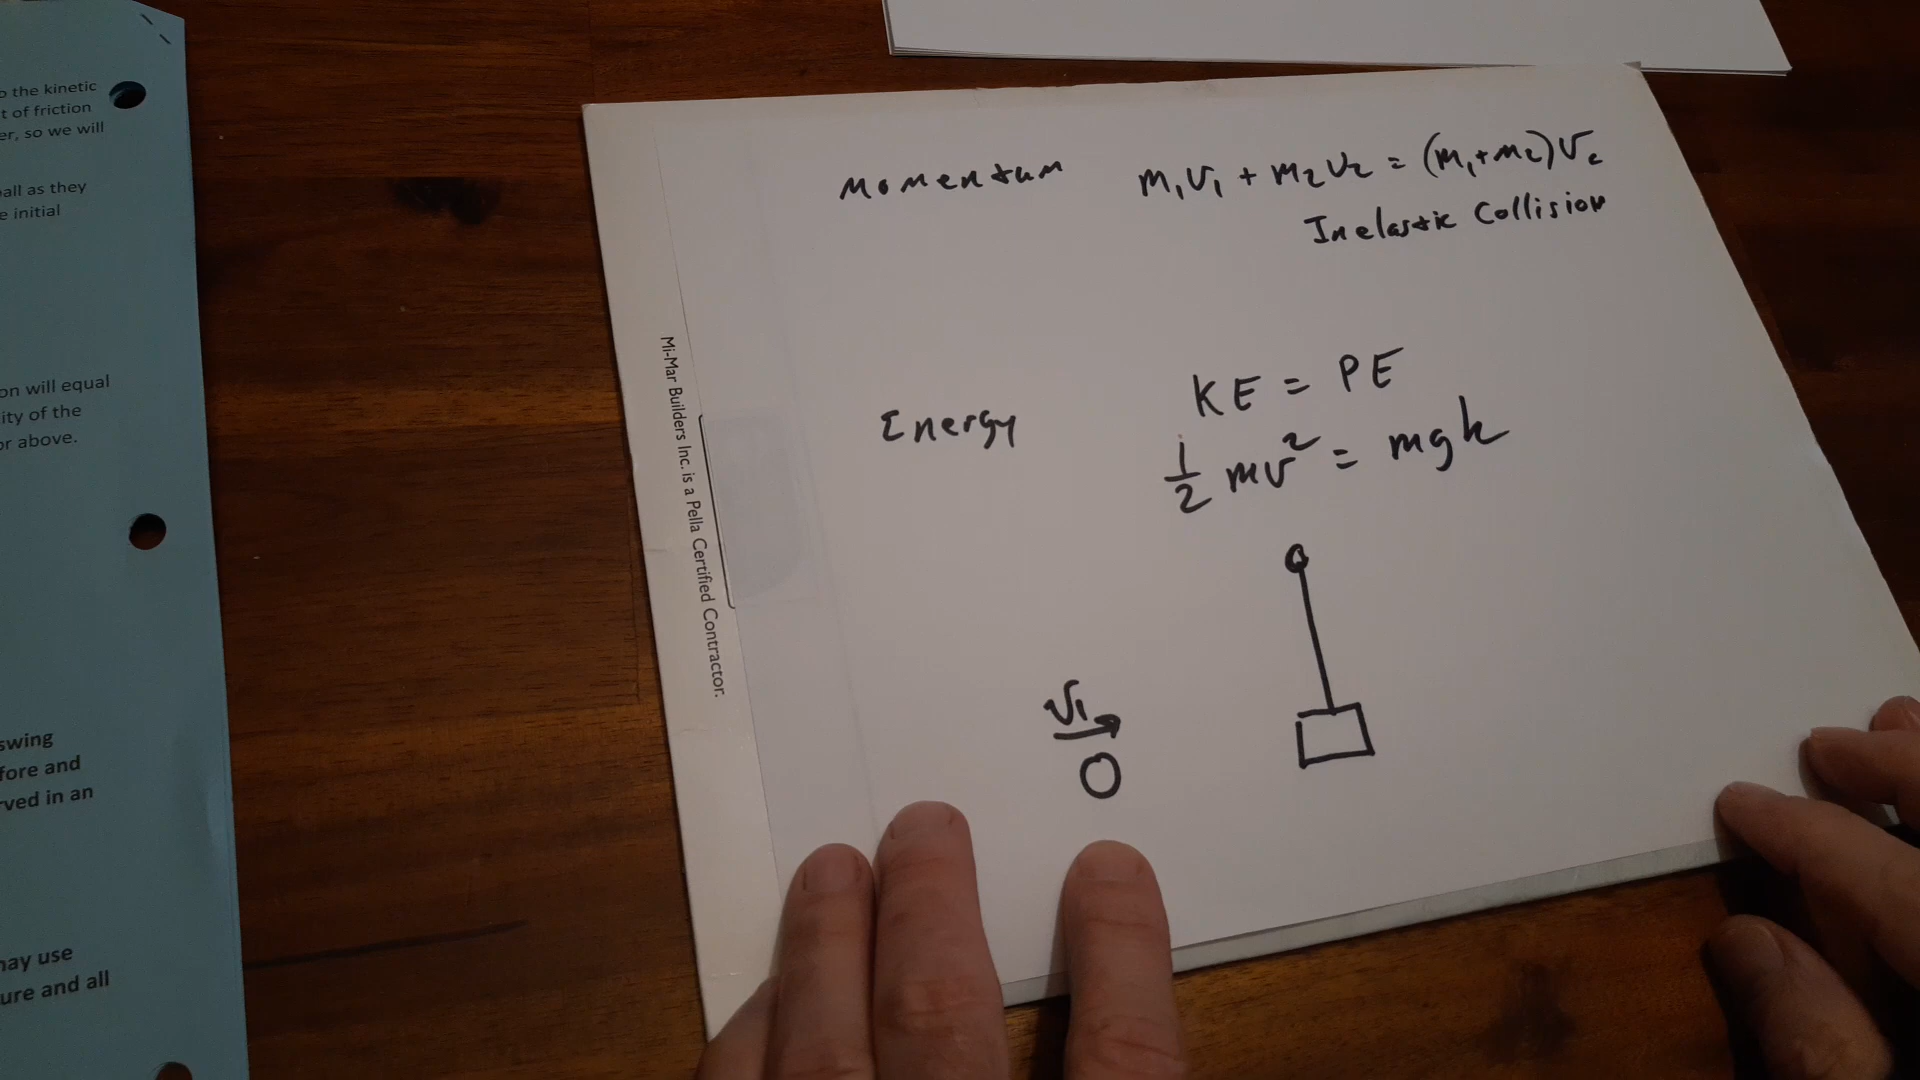 o the kinetic
t of friction
er, so we will
all as they
e initial
on will equal
ity of the
or above.
swing
fore and
rved in an
may use
ure and all
Mi-Mar Builders Inc. is a Pella Certified Contractor.
Momentum m₁v₁ + m₂v₂ = (m₁+m₂)v_c
Inelastic Collision
KE = PE
Energy
½ mv² = mgh
v₁